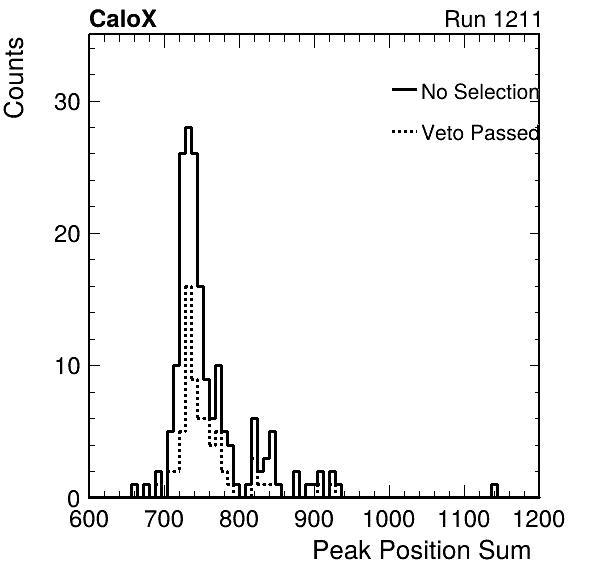 CaloX Run 1211
Counts
No Selection
Veto Passed
30
20
10
0
600 700 800 900 1000 1100 1200
Peak Position Sum